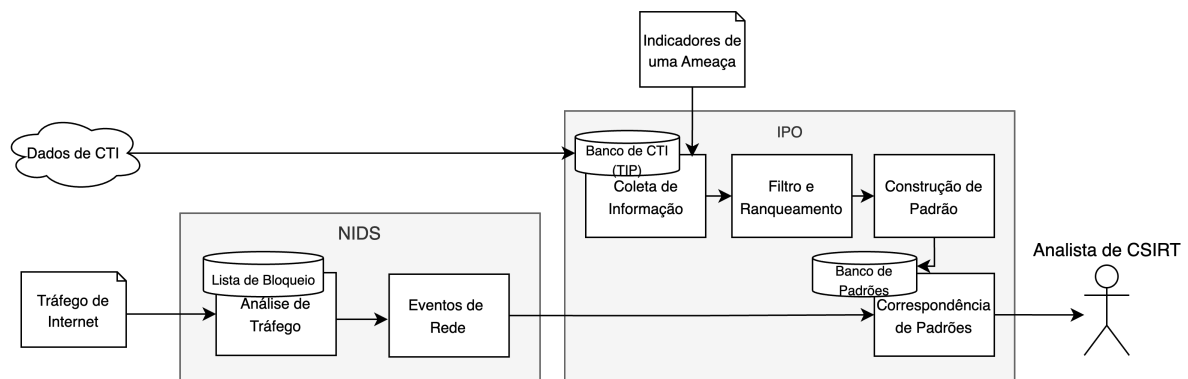 Indicadores de
uma Ameaça
IPO
Dados de CTI
Banco de CTI
(TIP)
Coleta de
Informação
Filtro e
Ranqueamento
Construção de
Padrão
NIDS
Analista de CSIRT
Lista de Bloqueio
Banco de
Padrões
Tráfego de
Internet
Análise de
Tráfego
Eventos de
Rede
Correspondência
de Padrões